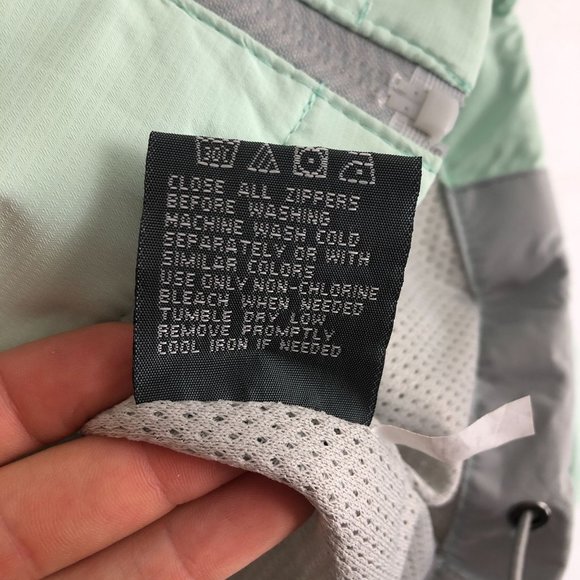 CLOSE ALL ZIPPERS
BEFORE WASHING
MACHINE WASH COLD
SEPARATELY OR WITH
SIMILAR COLORS
USE ONLY NON-CHLORINE
BLEACH WHEN NEEDED
TUMBLE DRY LOW
REMOVE PROMPTLY
COOL IRON IF NEEDED